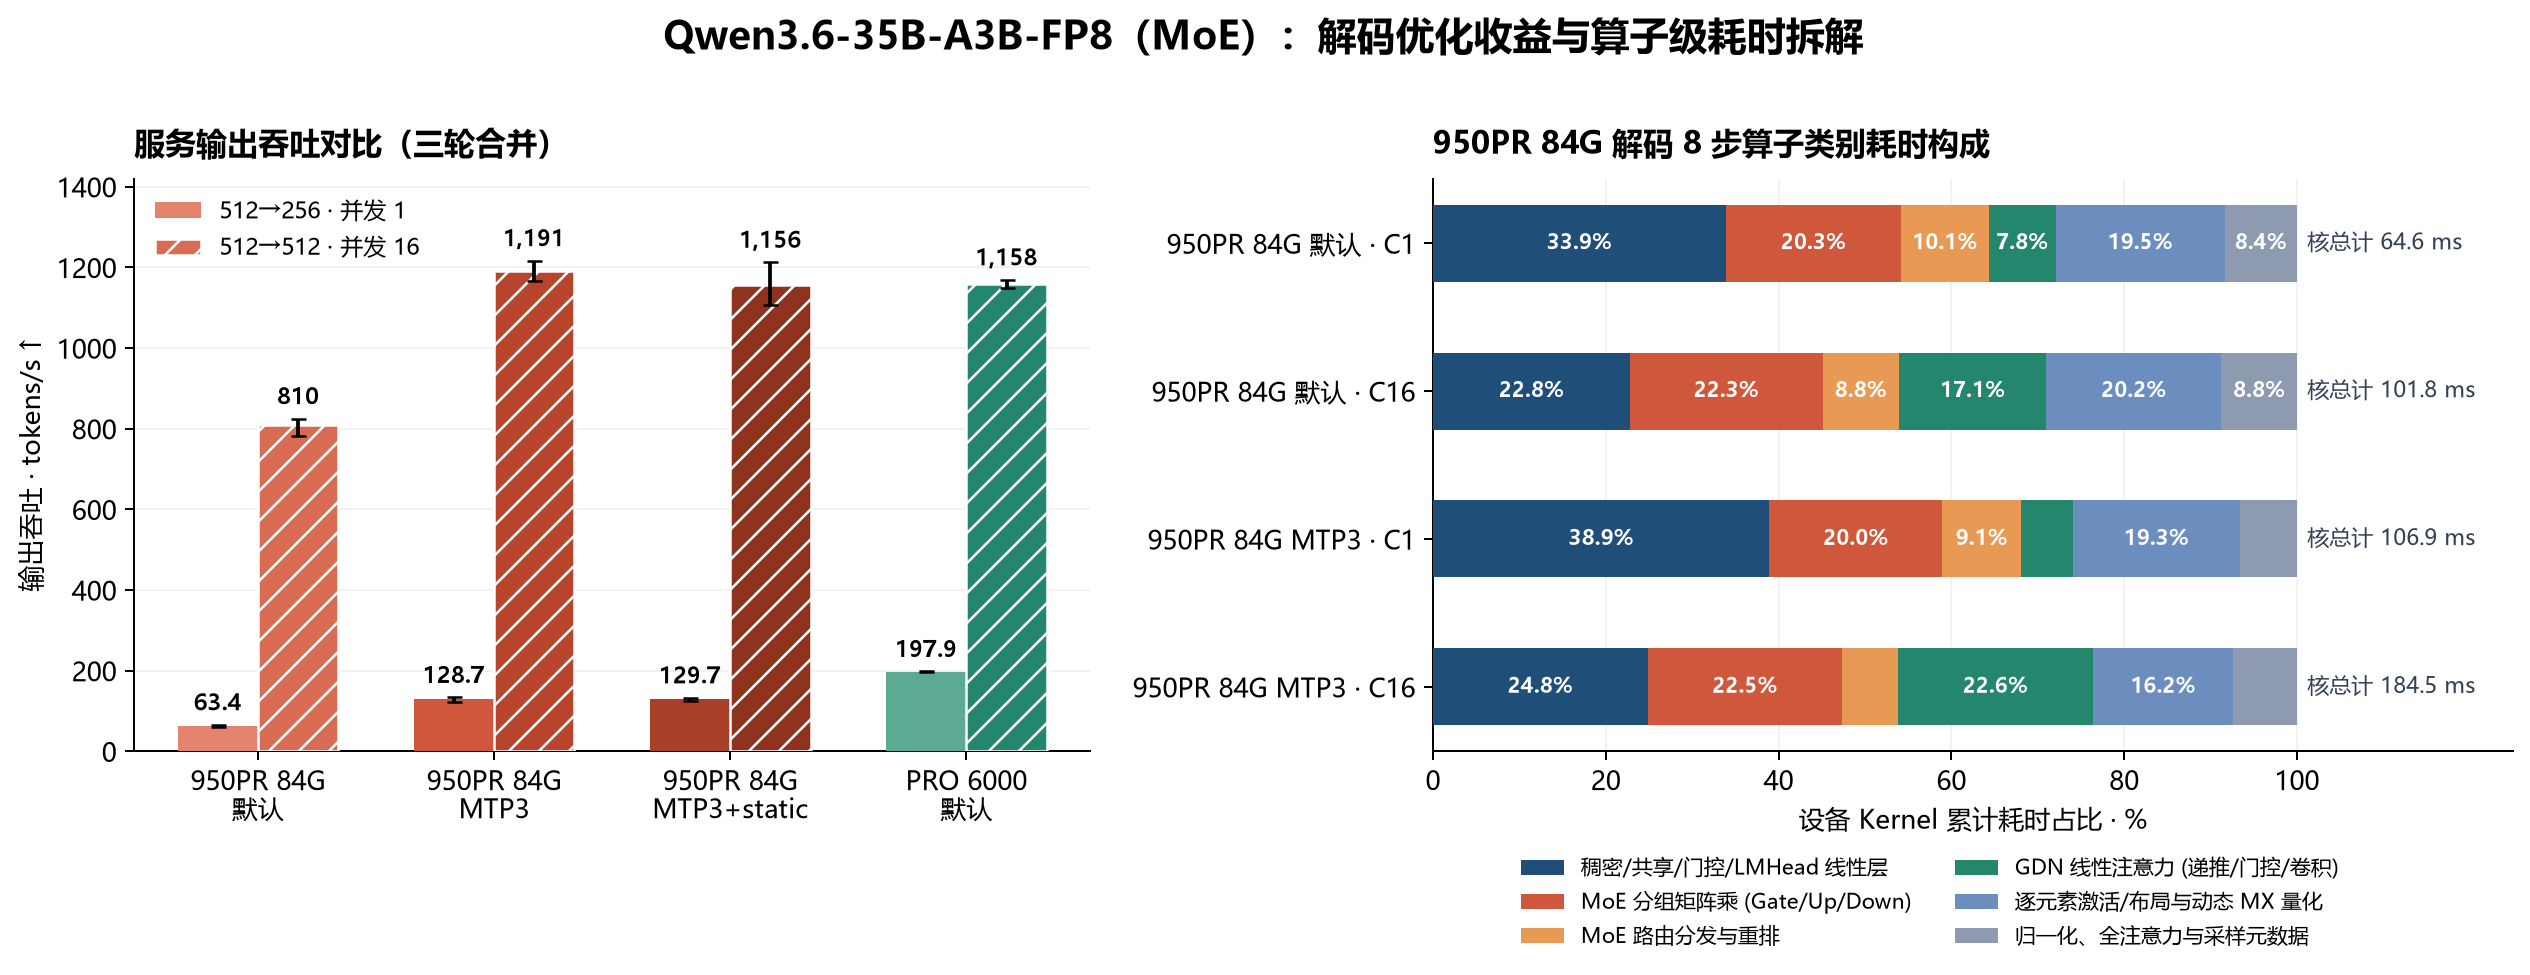 Qwen3.6-35B-A3B-FP8（MoE）：解码优化收益与算子级耗时拆解
服务输出吞吐对比（三轮合并）
输出吞吐 · tokens/s ↑
1400
1200
1000
800
600
400
200
0
512→256 · 并发 1
512→512 · 并发 16
63.4
810
128.7
1,191
129.7
1,156
197.9
1,158
950PR 84G
默认
950PR 84G
MTP3
950PR 84G
MTP3+static
PRO 6000
默认
950PR 84G 解码 8 步算子类别耗时构成
950PR 84G 默认 · C1
33.9%
20.3%
10.1%
7.8%
19.5%
8.4%
核总计 64.6 ms
950PR 84G 默认 · C16
22.8%
22.3%
8.8%
17.1%
20.2%
8.8%
核总计 101.8 ms
950PR 84G MTP3 · C1
38.9%
20.0%
9.1%
19.3%
核总计 106.9 ms
950PR 84G MTP3 · C16
24.8%
22.5%
22.6%
16.2%
核总计 184.5 ms
0
20
40
60
80
100
设备 Kernel 累计耗时占比 · %
稠密/共享/门控/LMHead 线性层
MoE 分组矩阵乘 (Gate/Up/Down)
MoE 路由分发与重排
GDN 线性注意力 (递推/门控/卷积)
逐元素激活/布局与动态 MX 量化
归一化、全注意力与采样元数据